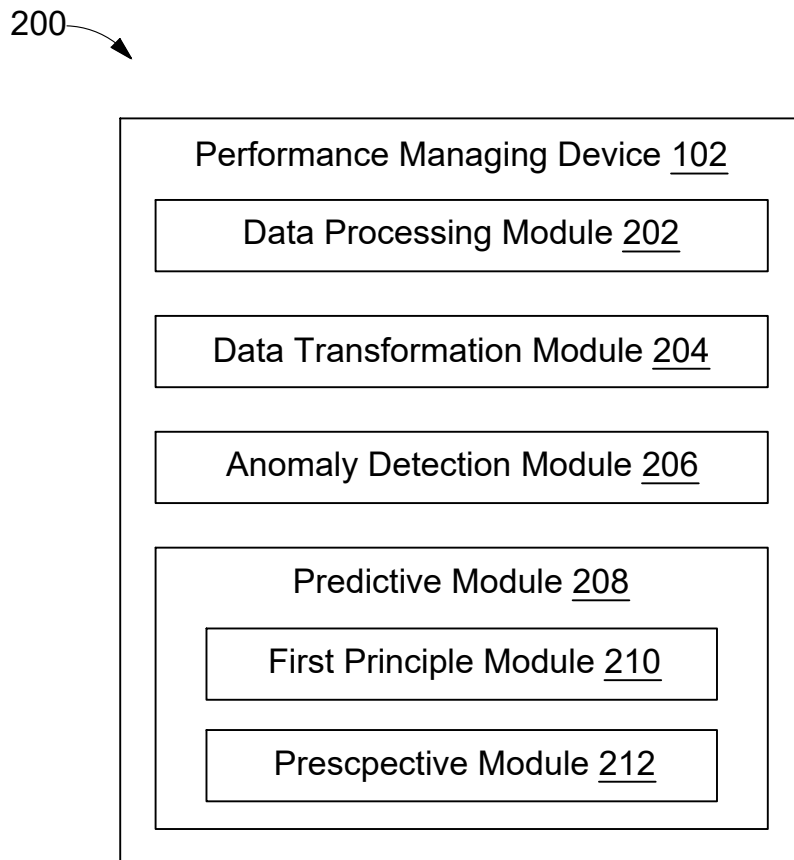 200
Performance Managing Device 102
Data Processing Module 202
Data Transformation Module 204
Anomaly Detection Module 206
Predictive Module 208
First Principle Module 210
Prescpective Module 212